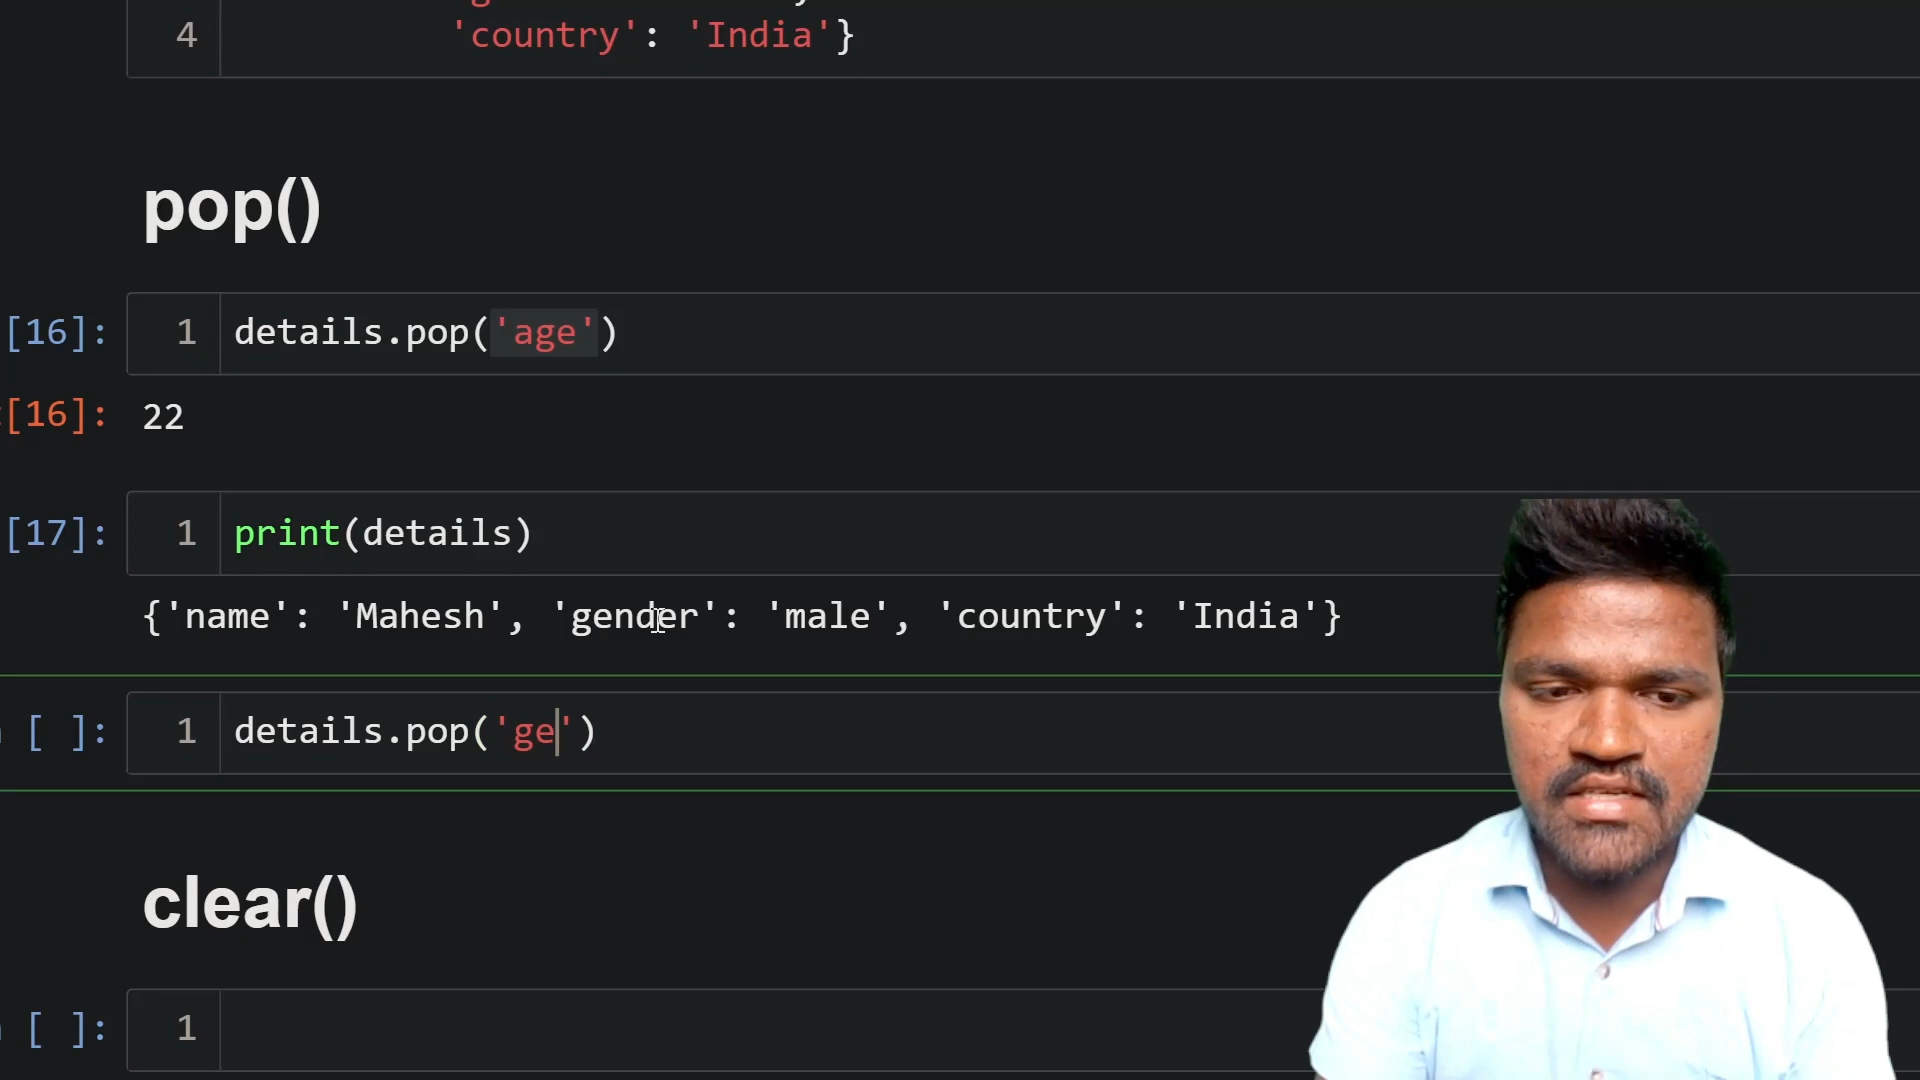 4 'country': 'India'}
pop()
[16]: 1 details.pop('age')
[16]: 22
[17]: 1 print(details)
{'name': 'Mahesh', 'gender': 'male', 'country': 'India'}
[ ]: 1 details.pop('ge')
clear()
[ ]: 1